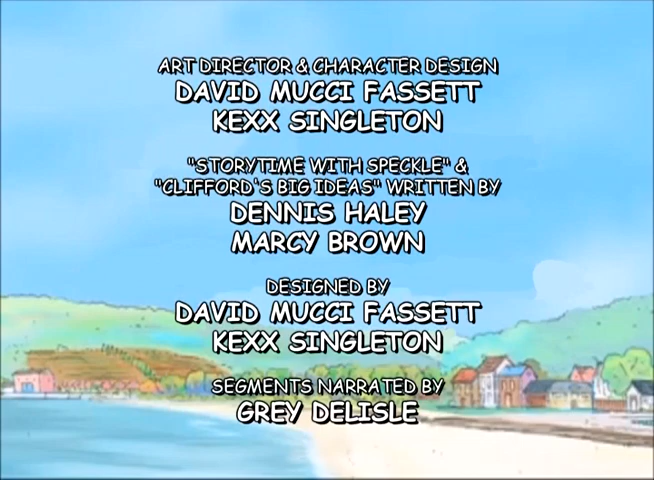 ART DIRECTOR & CHARACTER DESIGN
DAVID MUCCI FASSETT
KEXX SINGLETON
"STORYTIME WITH SPECKLE" &
"CLIFFORD'S BIG IDEAS" WRITTEN BY
DENNIS HALEY
MARCY BROWN
DESIGNED BY
DAVID MUCCI FASSETT
KEXX SINGLETON
SEGMENTS NARRATED BY
GREY DELISLE